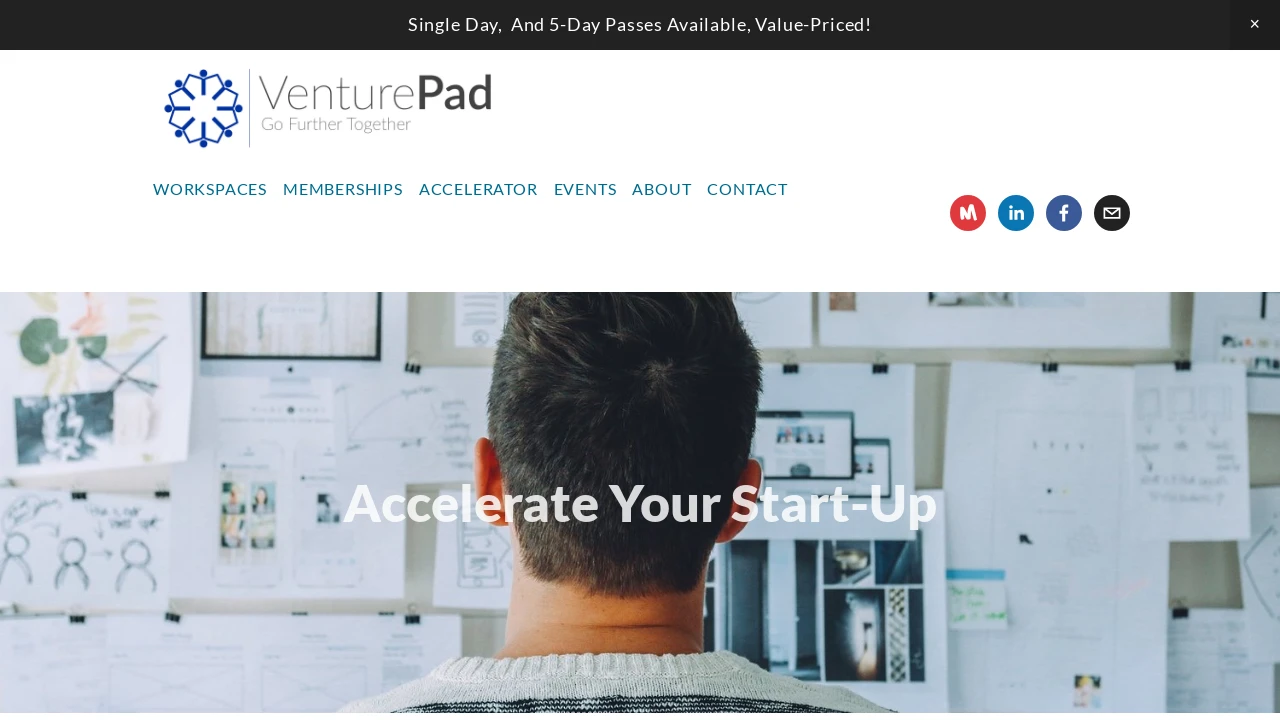 Single Day,  And 5-Day Passes Available, Value-Priced!
VenturePad
Go Further Together
WORKSPACES MEMBERSHIPS ACCELERATOR EVENTS ABOUT CONTACT
Accelerate Your Start-Up